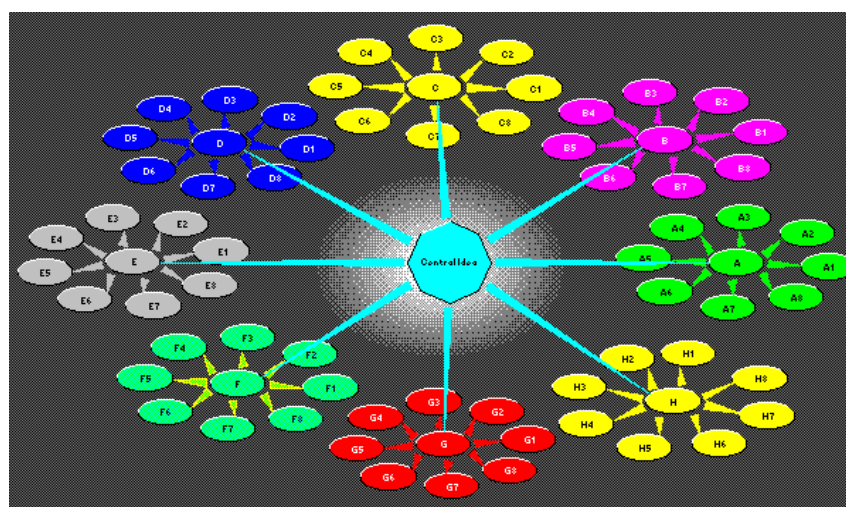 C3
C4
C2
C5
C
C1
C6
C7
C8
D3
D4
D2
D5
D
D1
D6
D7
D8
B3
B4
B2
B5
B
B1
B6
B7
B8
E3
E4
E2
E5
E
E1
E6
E7
E8
Central Idea
A3
A4
A2
A5
A
A1
A6
A7
A8
F3
F4
F2
F5
F
F1
F6
F7
F8
G3
G4
G2
G5
G
G1
G6
G7
G8
H1
H2
H8
H3
H
H7
H4
H5
H6